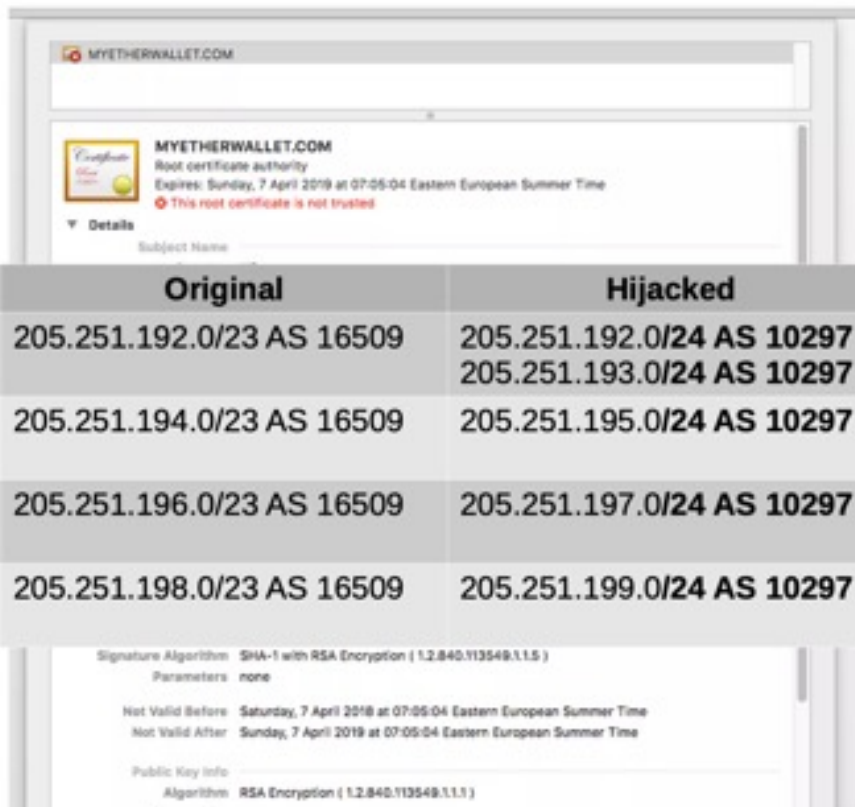 MYETHERWALLET.COM
MYETHERWALLET.COM
Root certificate authority
Expires: Sunday, 7 April 2019 at 07:05:04 Eastern European Summer Time
This root certificate is not trusted
Details
Subject Name
Original Hijacked
205.251.192.0/23 AS 16509 205.251.192.0/24 AS 10297
205.251.193.0/24 AS 10297
205.251.194.0/23 AS 16509 205.251.195.0/24 AS 10297
205.251.196.0/23 AS 16509 205.251.197.0/24 AS 10297
205.251.198.0/23 AS 16509 205.251.199.0/24 AS 10297
Signature Algorithm SHA-1 with RSA Encryption ( 1.2.840.113549.1.1.5 )
Parameters none
Not Valid Before Saturday, 7 April 2018 at 07:05:04 Eastern European Summer Time
Not Valid After Sunday, 7 April 2019 at 07:05:04 Eastern European Summer Time
Public Key Info
Algorithm RSA Encryption ( 1.2.840.113549.1.1.1 )